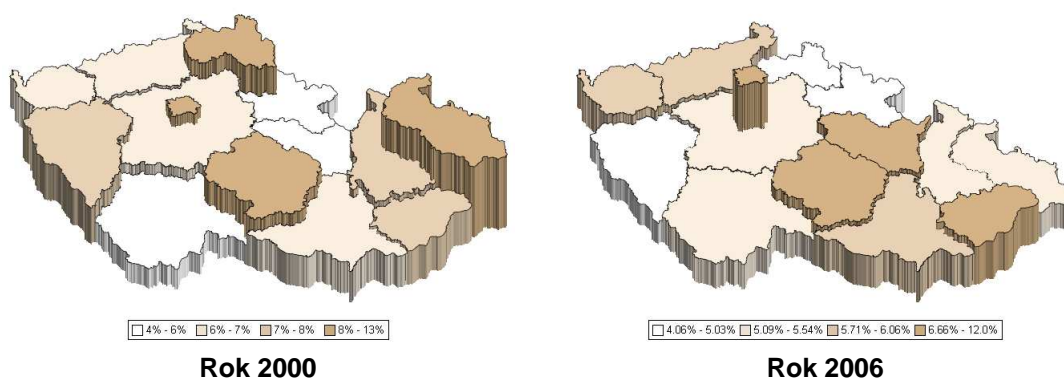 4% - 6% 6% - 7% 7% - 8% 8% - 13%
Rok 2000
4.06% - 5.03% 5.09% - 5.54% 5.71% - 6.06% 6.66% - 12.0%
Rok 2006